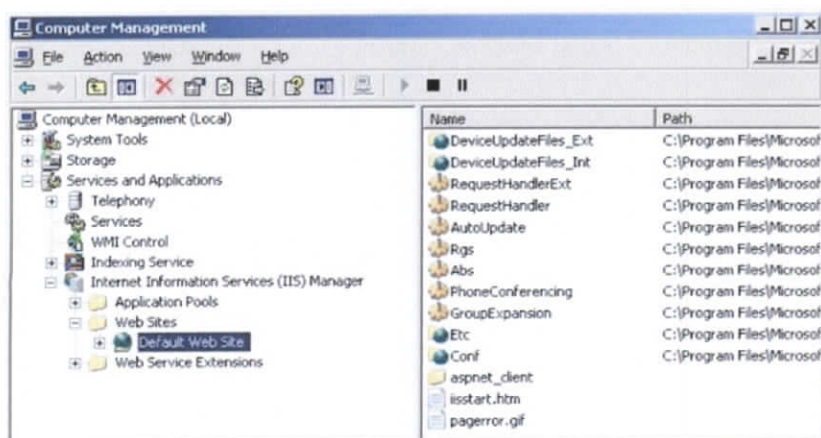 Computer Management
File Action View Window Help
Computer Management (Local)
System Tools
Storage
Services and Applications
Telephony
Services
WMI Control
Indexing Service
Internet Information Services (IIS) Manager
Application Pools
Web Sites
Default Web Site
Web Service Extensions
Name Path
DeviceUpdateFiles_Ext C:\Program Files\Microsof
DeviceUpdateFiles_Int C:\Program Files\Microsof
RequestHandlerExt C:\Program Files\Microsof
RequestHandler C:\Program Files\Microsof
AutoUpdate C:\Program Files\Microsof
Rgs C:\Program Files\Microsof
Abs C:\Program Files\Microsof
PhoneConferencing C:\Program Files\Microsof
GroupExpansion C:\Program Files\Microsof
Etc C:\Program Files\Microsof
Conf C:\Program Files\Microsof
aspnet_client
iisstart.htm
pagerror.gif